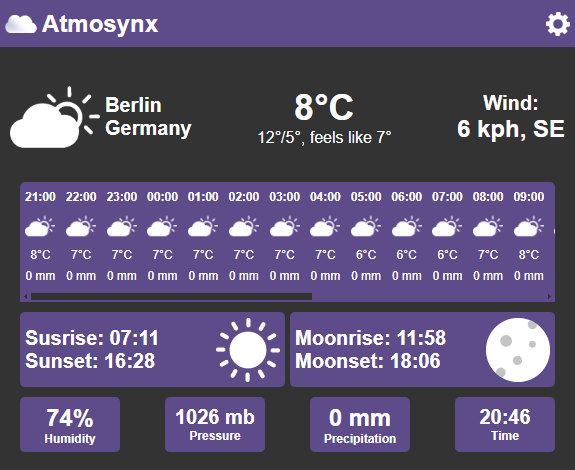 Atmosynx
Berlin
Germany
8°C
12°/5°, feels like 7°
Wind:
6 kph, SE
21:00 22:00 23:00 00:00 01:00 02:00 03:00 04:00 05:00 06:00 07:00 08:00 09:00
8°C 7°C 7°C 7°C 7°C 7°C 7°C 7°C 6°C 6°C 6°C 7°C 8°C
0 mm 0 mm 0 mm 0 mm 0 mm 0 mm 0 mm 0 mm 0 mm 0 mm 0 mm 0 mm 0 mm
Susrise: 07:11
Sunset: 16:28
Moonrise: 11:58
Moonset: 18:06
74%
Humidity
1026 mb
Pressure
0 mm
Precipitation
20:46
Time